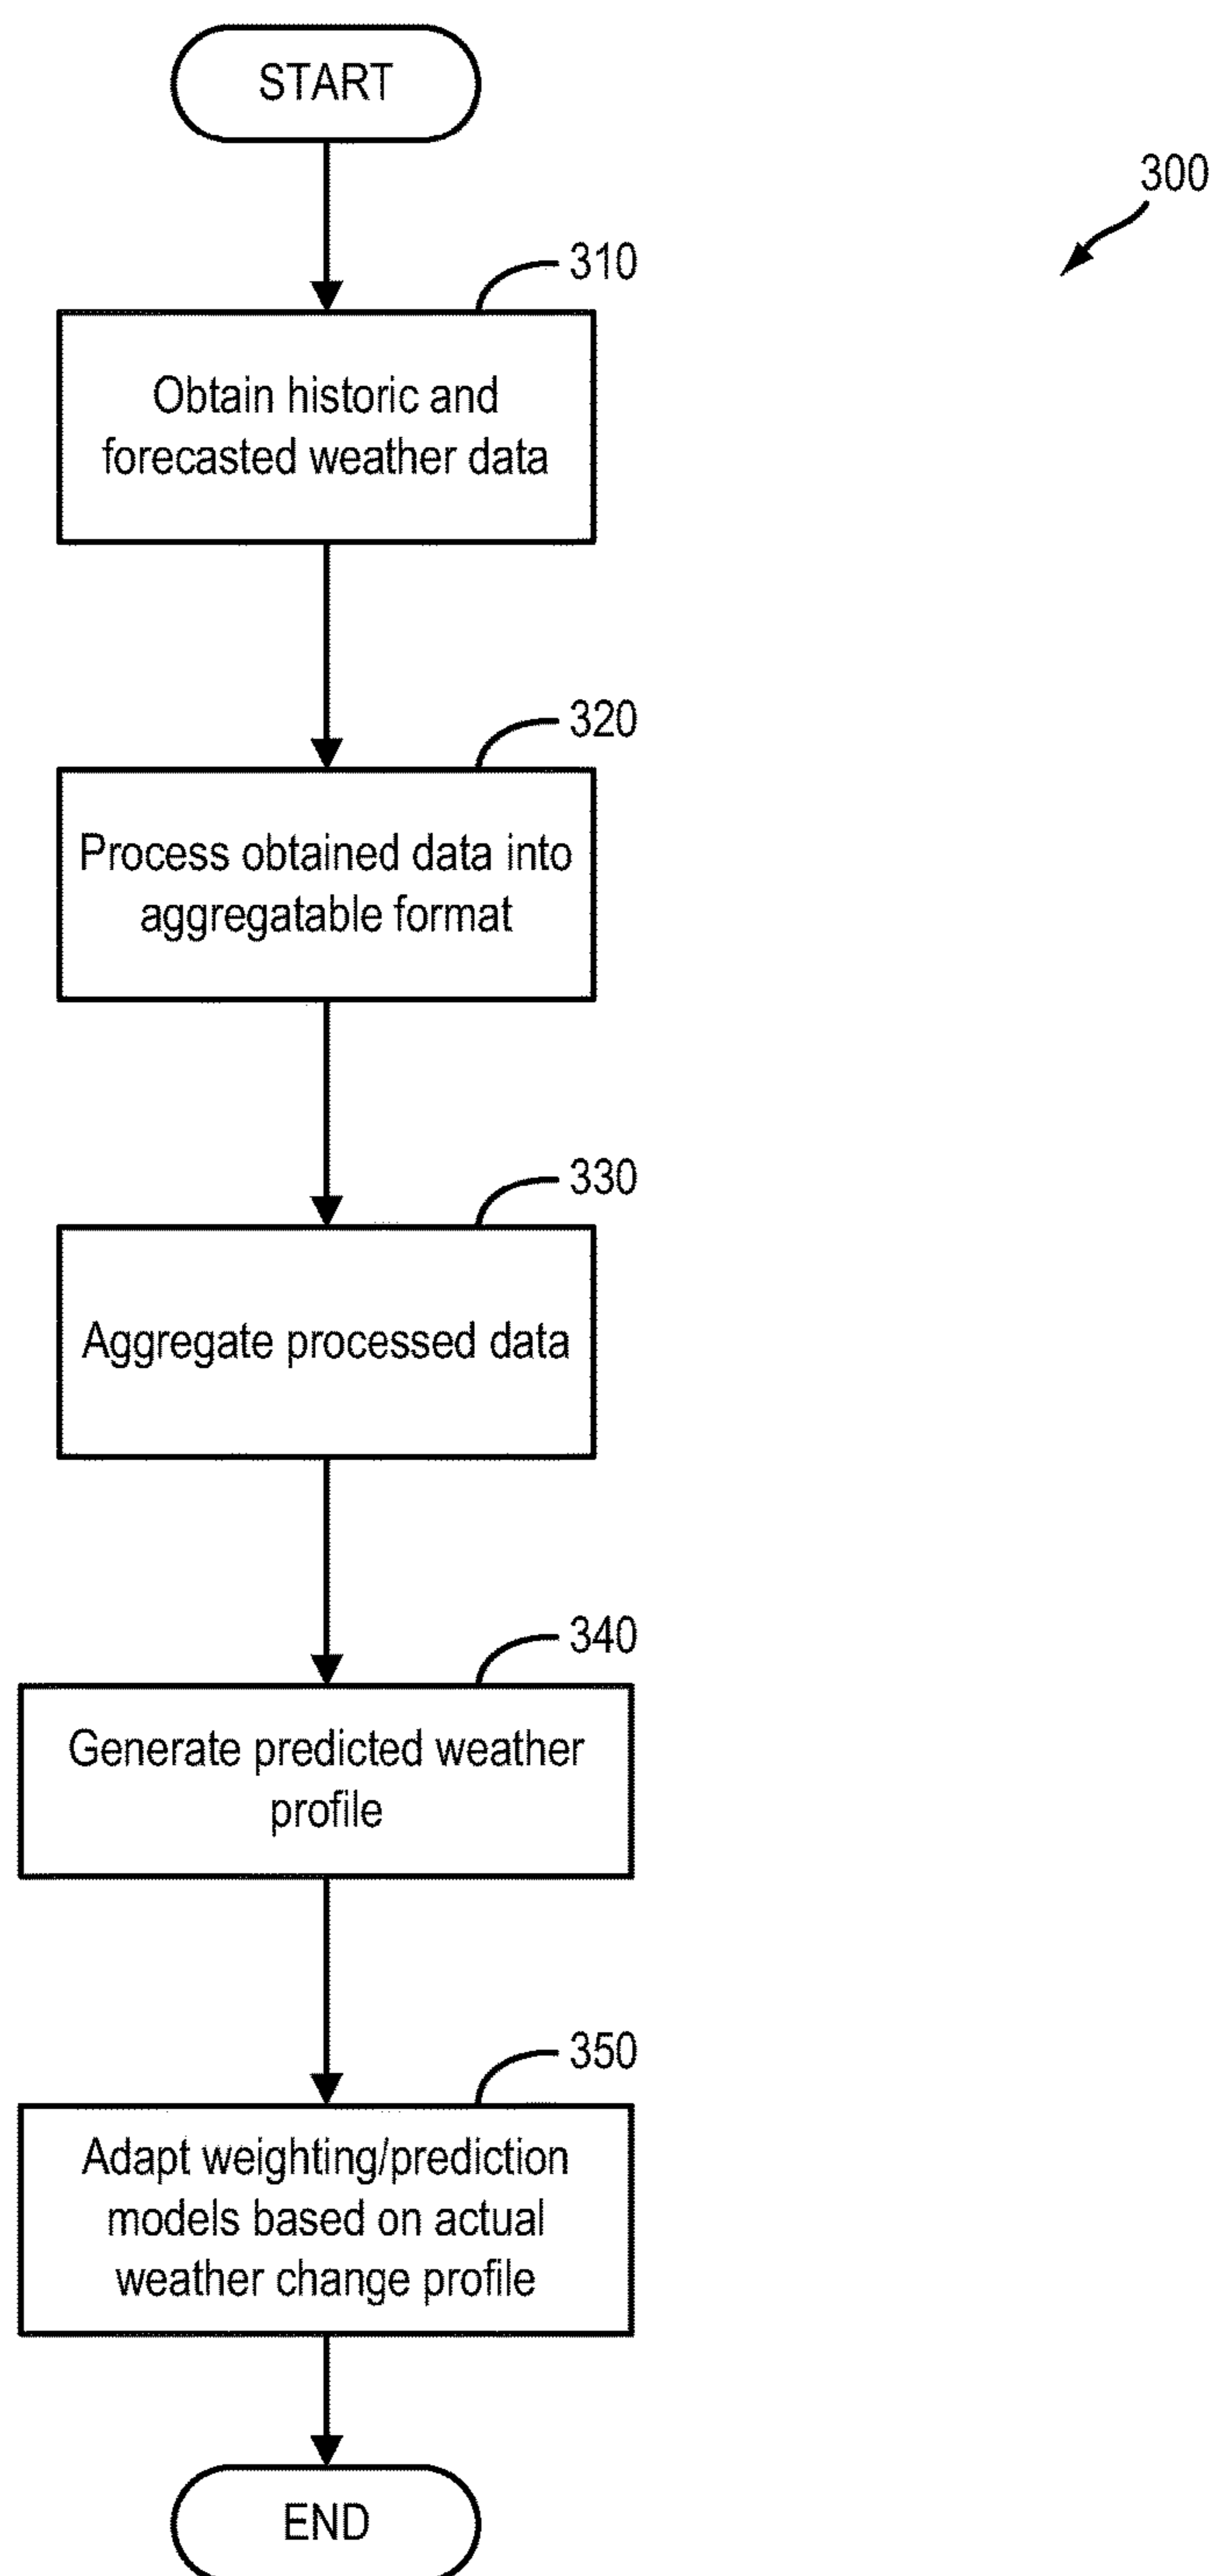 START
300
310
Obtain historic and
forecasted weather data
320
Process obtained data into
aggregatable format
330
Aggregate processed data
340
Generate predicted weather
profile
350
Adapt weighting/prediction
models based on actual
weather change profile
END